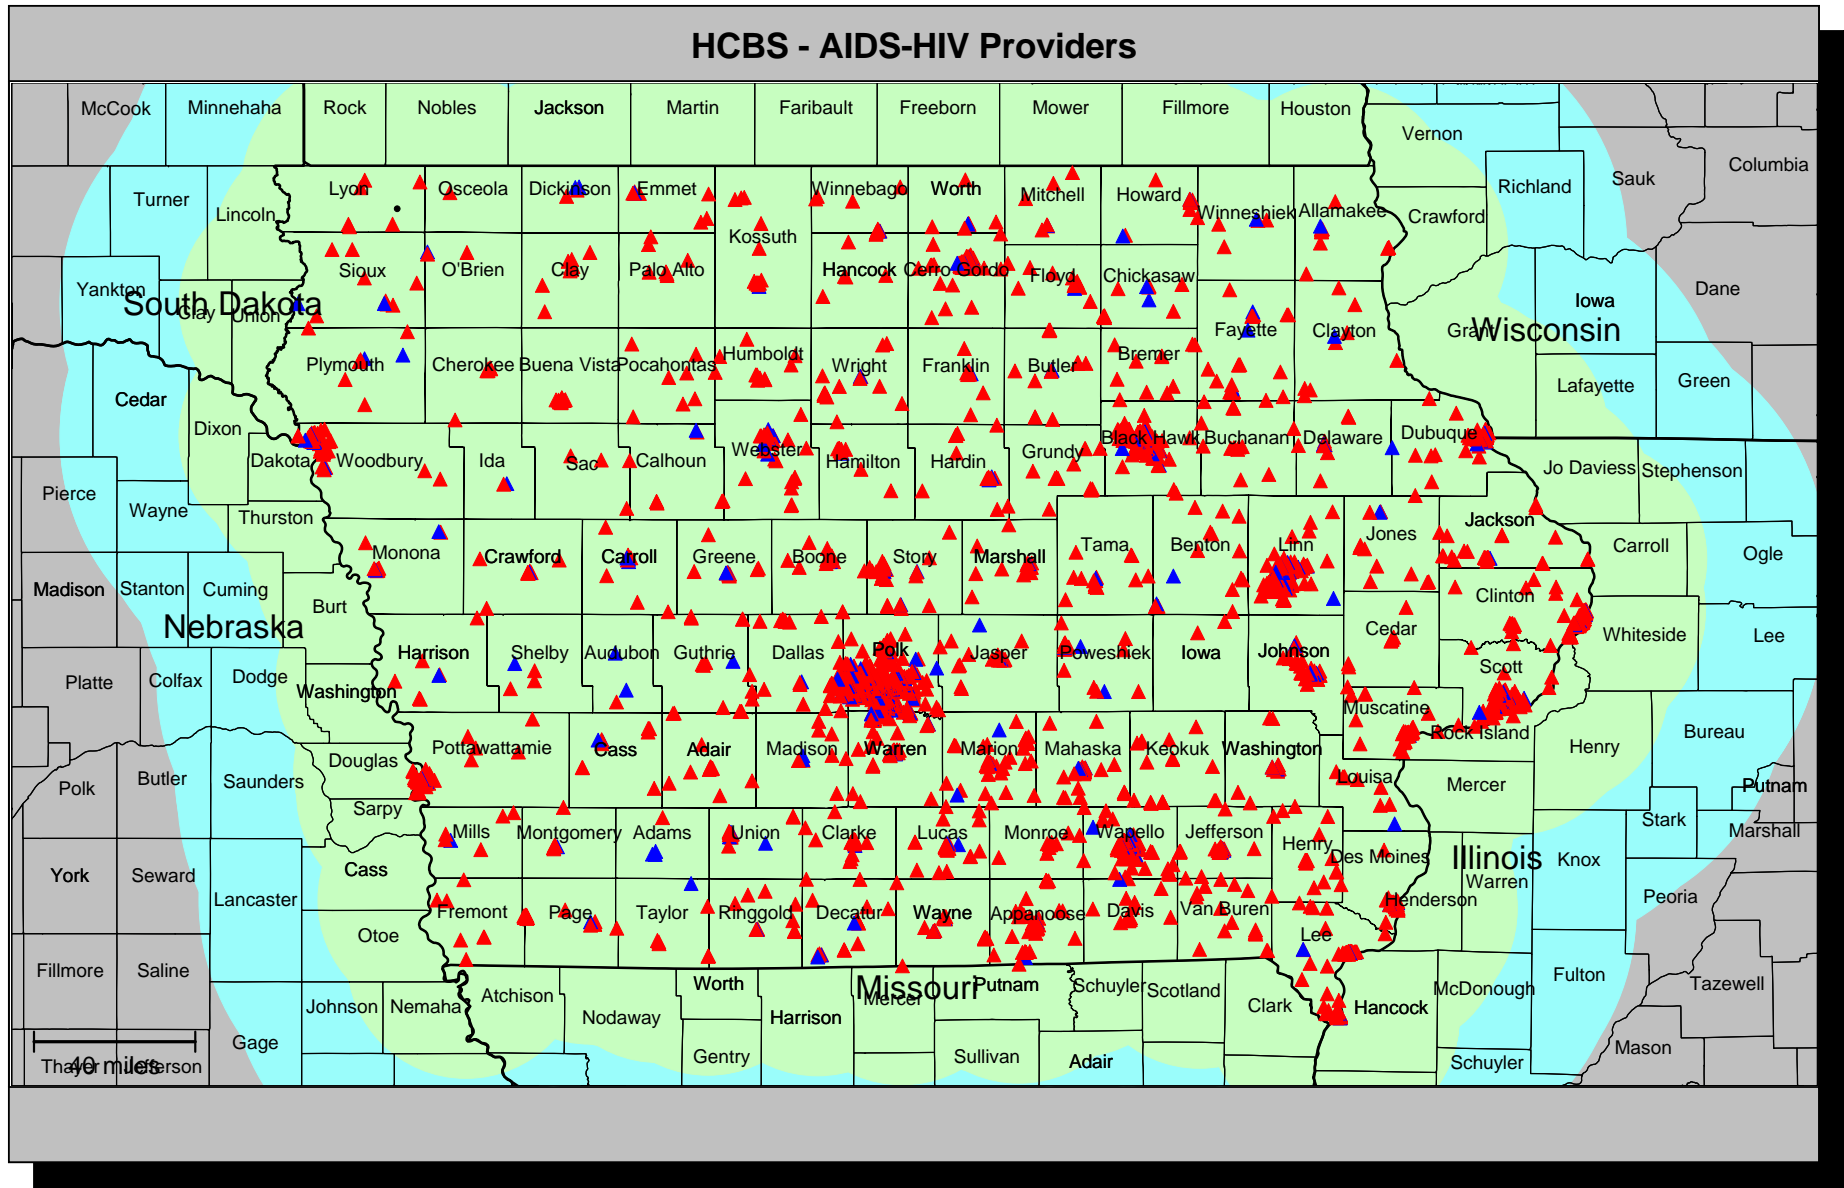 HCBS - AIDS-HIV Providers
McCook Minnehaha Rock Nobles Jackson Martin Faribault Freeborn Mower Fillmore Houston
Vernon
Columbia
Turner Lincoln Lyon Osceola Dickinson Emmet Winnebago Worth Mitchell Howard Winneshiek Allamakee Crawford Richland Sauk
Kossuth
Yankton Clay Union Sioux O'Brien Clay Palo Alto Hancock Cerro Gordo Floyd Chickasaw Iowa Dane
South Dakota
Fayette Clayton Grant
Wisconsin
Plymouth Cherokee Buena Vista Pocahontas Humboldt Wright Franklin Butler Bremer
Lafayette Green
Cedar
Dixon
Dakota Woodbury Ida Sac Calhoun Webster Hamilton Hardin Grundy Black Hawk Buchanan Delaware Dubuque
Jo Daviess Stephenson
Pierce
Wayne
Thurston
Jackson
Monona Crawford Carroll Greene Boone Story Marshall Tama Benton Linn Jones
Carroll Ogle
Madison Stanton Cuming
Burt
Clinton
Nebraska
Cedar
Whiteside Lee
Harrison Shelby Audubon Guthrie Dallas Polk Jasper Poweshiek Iowa Johnson
Scott
Platte Colfax Dodge
Washington
Muscatine
Rock Island
Henry Bureau
Pottawattamie Cass Adair Madison Warren Marion Mahaska Keokuk Washington
Douglas
Polk Butler Saunders
Louisa
Mercer
Putnam
Sarpy
Stark
Marshall
Mills Montgomery Adams Union Clarke Lucas Monroe Wapello Jefferson Henry
Des Moines
Illinois
Knox
Cass
York Seward
Warren
Peoria
Lancaster
Henderson
Fremont Page Taylor Ringgold Decatur Wayne Appanoose Davis Van Buren
Otoe
Lee
Fillmore Saline
Fulton
Tazewell
Missouri
Worth Mercer Putnam Schuyler Scotland
McDonough
Johnson Nemaha Atchison
Clark Hancock
Nodaway Harrison
Gage
Mason
Gentry Sullivan Adair
Schuyler
Thayer Jefferson
40 miles